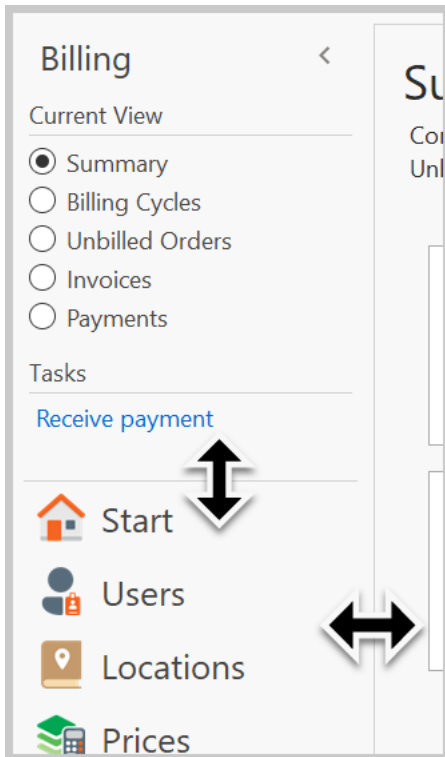 Billing
Current View
Summary
Billing Cycles
Unbilled Orders
Invoices
Payments
Tasks
Receive payment
Start
Users
Locations
Prices